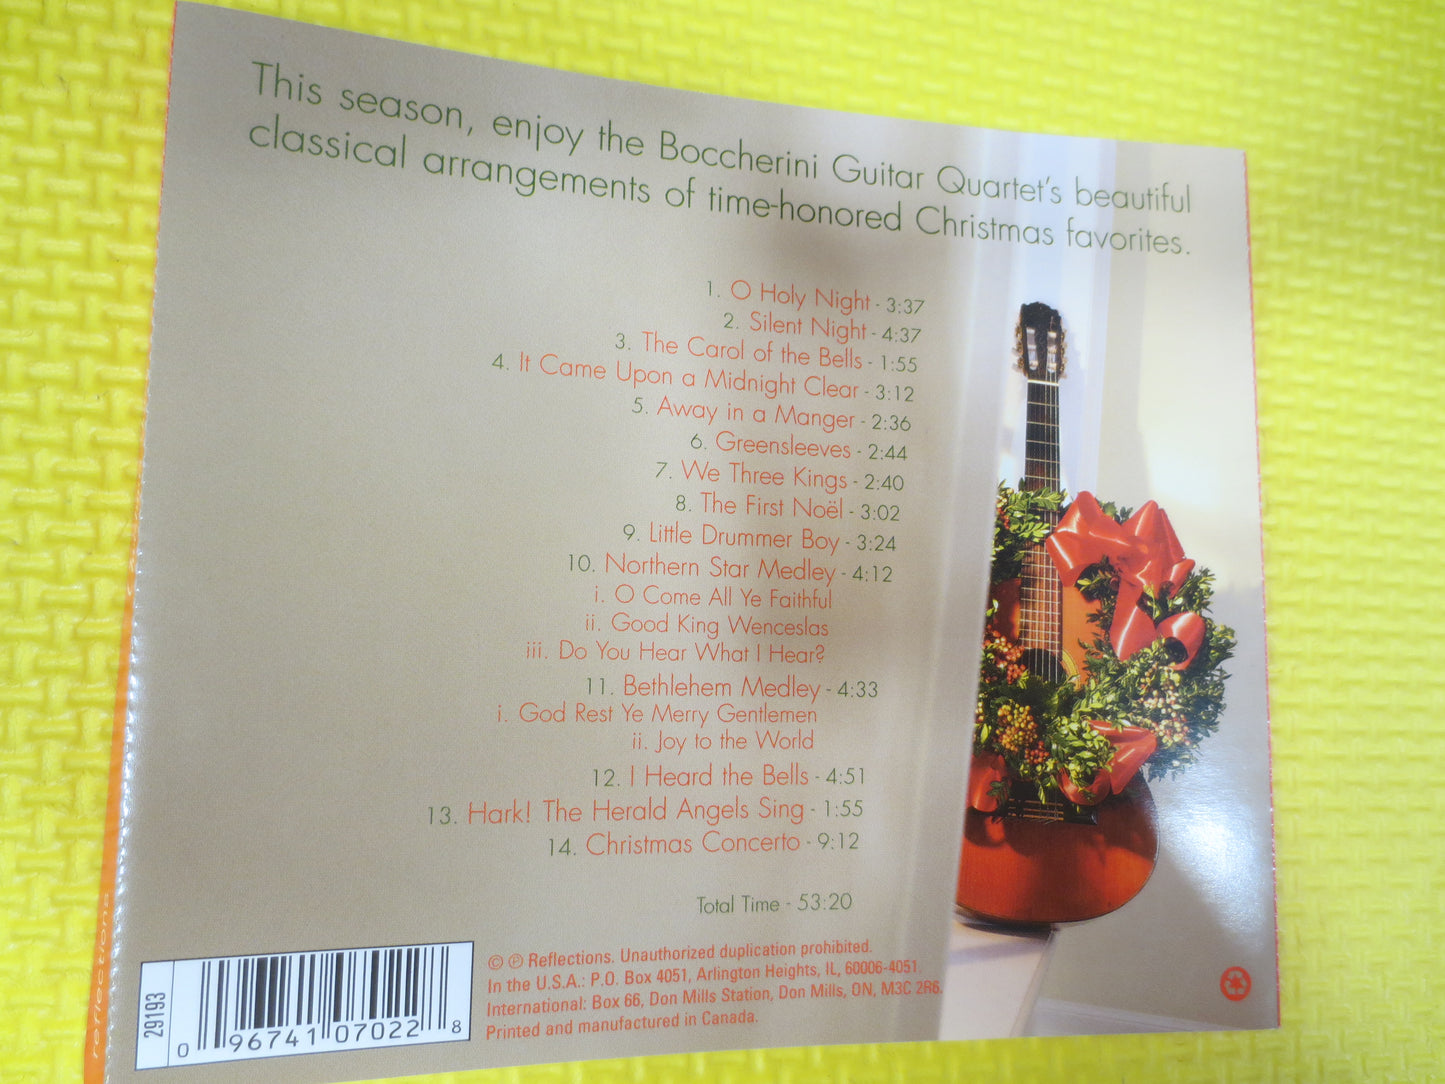 This season, enjoy the Boccherini Guitar Quartet's beautiful
classical arrangements of time-honored Christmas favorites.
1. O Holy Night - 3:37
2. Silent Night - 4:37
3. The Carol of the Bells - 1:55
4. It Came Upon a Midnight Clear - 3:12
5. Away in a Manger - 2:36
6. Greensleeves - 2:44
7. We Three Kings - 2:40
8. The First Noël - 3:02
9. Little Drummer Boy - 3:24
10. Northern Star Medley - 4:12
i. O Come All Ye Faithful
ii. Good King Wenceslas
iii. Do You Hear What I Hear?
11. Bethlehem Medley - 4:33
i. God Rest Ye Merry Gentlemen
ii. Joy to the World
12. I Heard the Bells - 4:51
13. Hark! The Herald Angels Sing - 1:55
14. Christmas Concerto - 9:12
Total Time - 53:20
© ℗ Reflections. Unauthorized duplication prohibited.
In the U.S.A.: P.O. Box 4051, Arlington Heights, IL, 60006-4051.
International: Box 66, Don Mills Station, Don Mills, ON, M3C 2R6.
Printed and manufactured in Canada.
29193
0 96741 07022 8
reflections